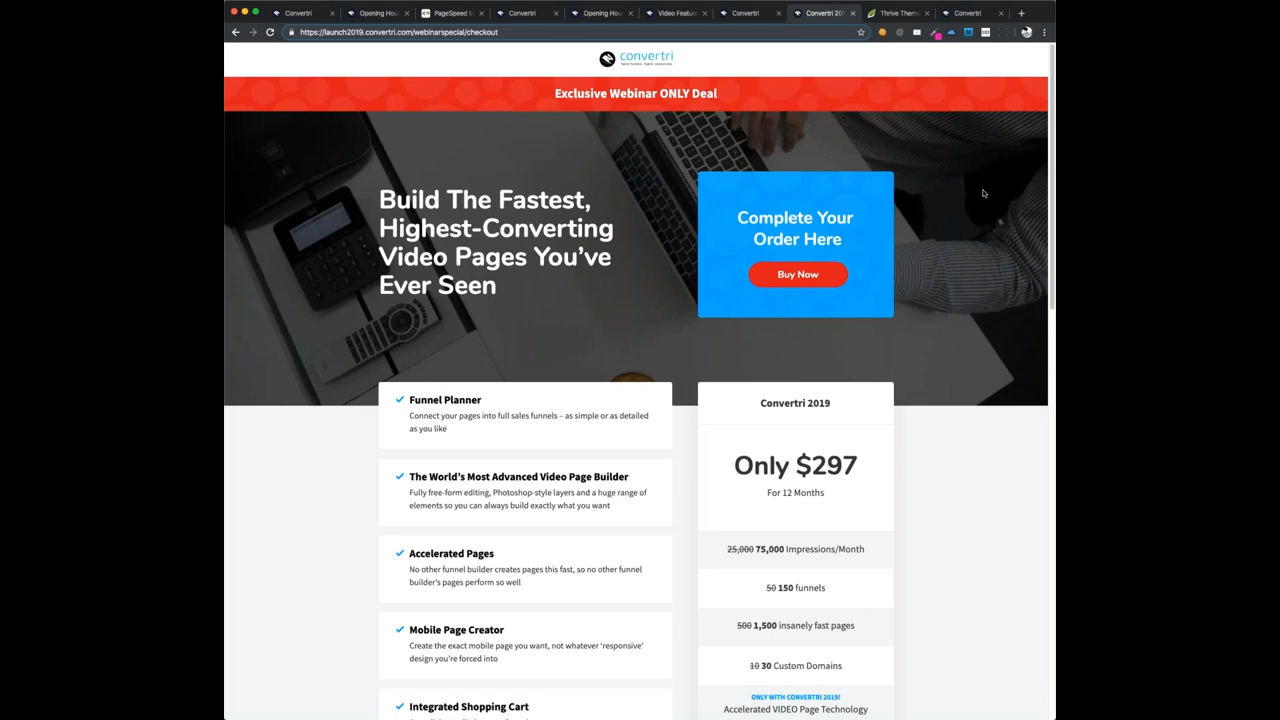 Convertri
Opening Hou
PageSpeed I
Convertri
Opening Hou
Video Featur
Convertri
Convertri 201
Thrive Them
Convertri
https://launch2019.convertri.com/webinarspecial/checkout
convertri
Exclusive Webinar ONLY Deal
Build The Fastest,
Highest-Converting
Video Pages You've
Ever Seen
Complete Your
Order Here
Buy Now
Funnel Planner
Connect your pages into full sales funnels – as simple or as detailed
as you like
The World's Most Advanced Video Page Builder
Fully free-form editing, Photoshop-style layers and a huge range of
elements so you can always build exactly what you want
Accelerated Pages
No other funnel builder creates pages this fast, so no other funnel
builder's pages perform so well
Mobile Page Creator
Create the exact mobile page you want, not whatever 'responsive'
design you're forced into
Integrated Shopping Cart
Convertri 2019
Only $297
For 12 Months
25,000 75,000 Impressions/Month
50 150 funnels
500 1,500 insanely fast pages
10 30 Custom Domains
ONLY WITH CONVERTRI 2019!
Accelerated VIDEO Page Technology